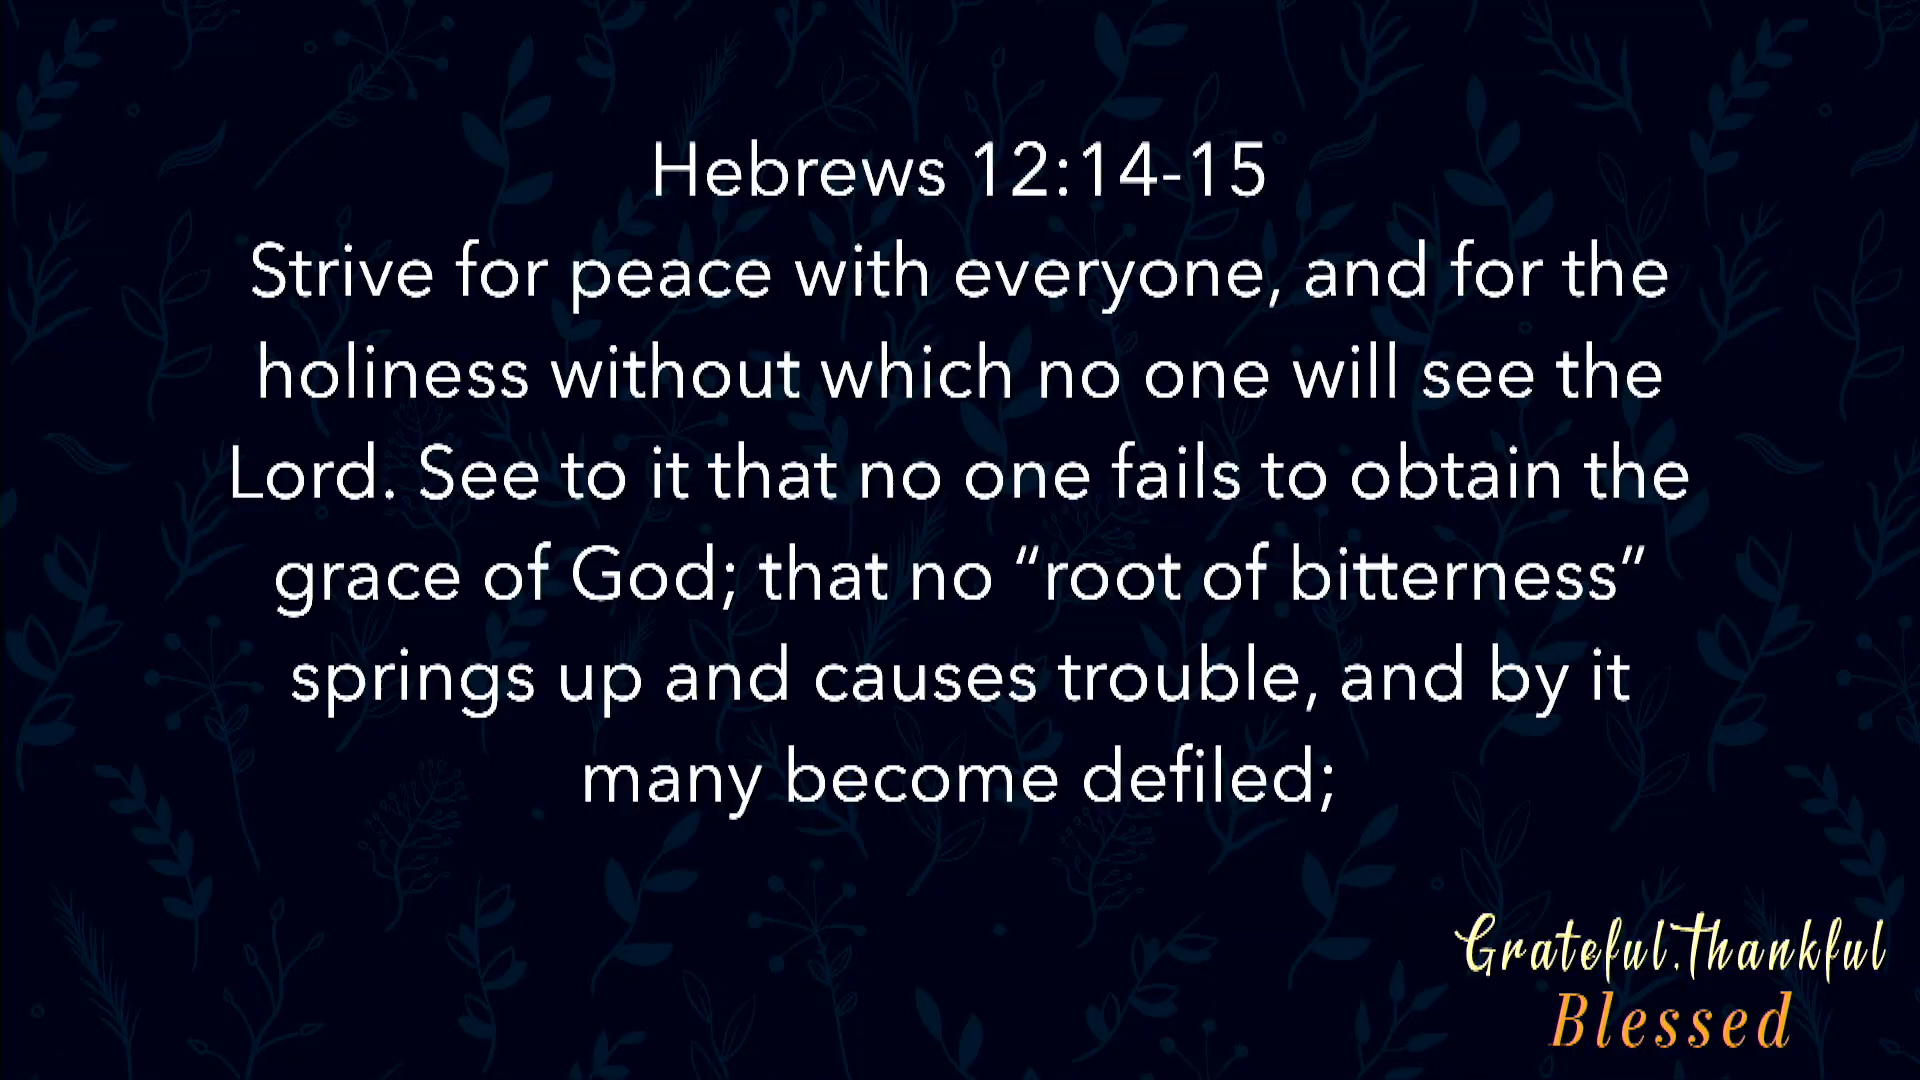 Hebrews 12:14-15
Strive for peace with everyone, and for the
holiness without which no one will see the
Lord. See to it that no one fails to obtain the
grace of God; that no “root of bitterness”
springs up and causes trouble, and by it
many become defiled;
Grateful.Thankful
Blessed